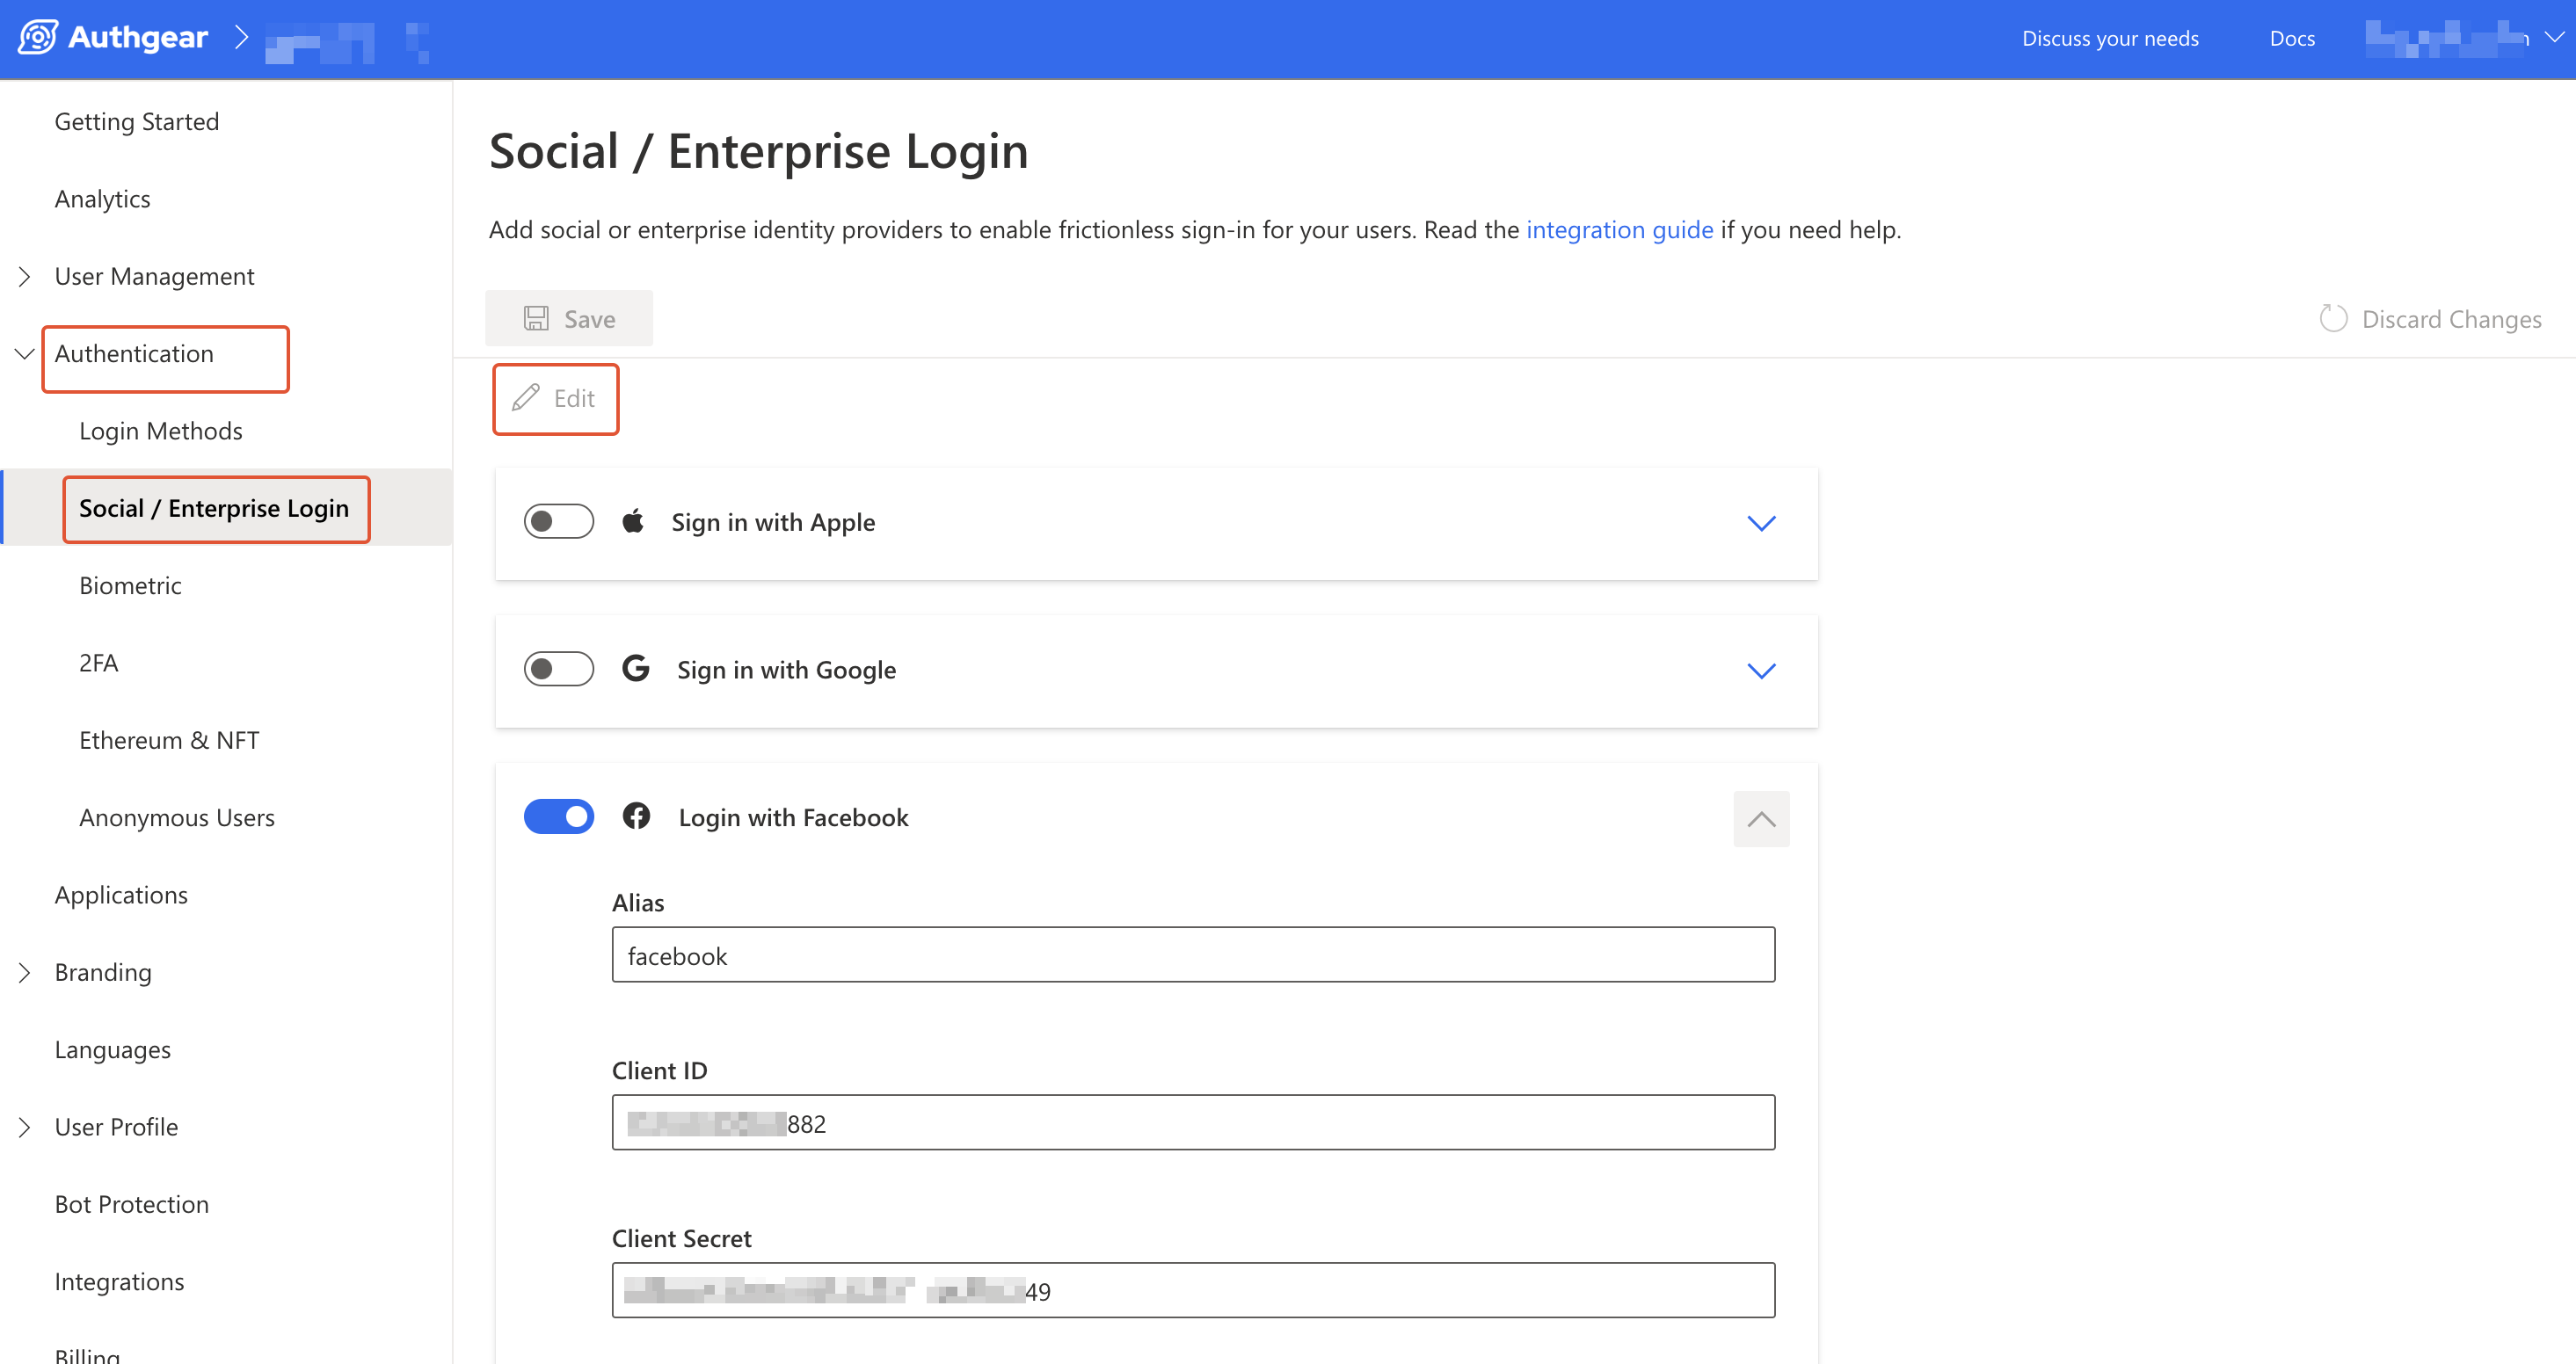 Authgear
Discuss your needs
Docs
Getting Started
Analytics
User Management
Authentication
Login Methods
Social / Enterprise Login
Biometric
2FA
Ethereum & NFT
Anonymous Users
Applications
Branding
Languages
User Profile
Bot Protection
Integrations
Billing
Social / Enterprise Login
Add social or enterprise identity providers to enable frictionless sign-in for your users. Read the integration guide if you need help.
Save
Discard Changes
Edit
Sign in with Apple
Sign in with Google
Login with Facebook
Alias
facebook
Client ID
882
Client Secret
49